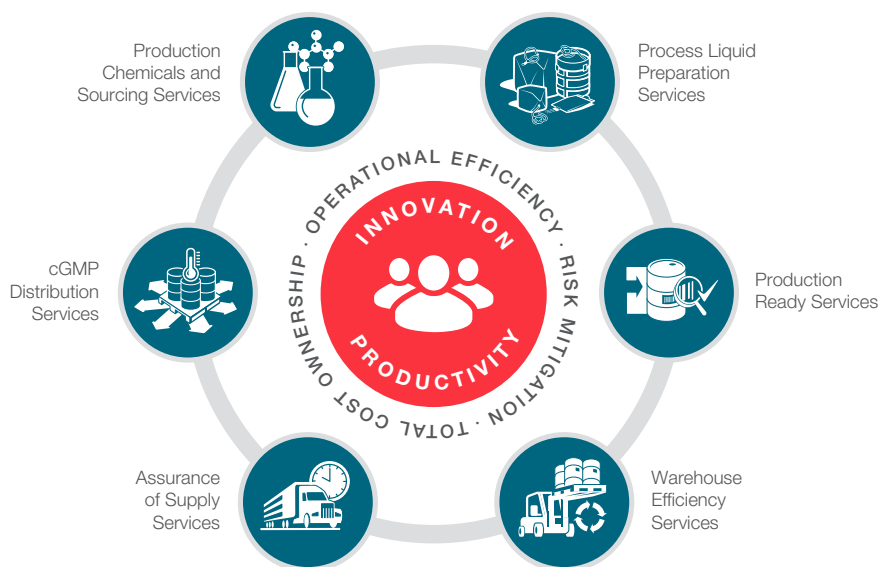 Production
Chemicals and
Sourcing Services
Process Liquid
Preparation
Services
OPERATIONAL EFFICIENCY · RISK MITIGATION · TOTAL COST OWNERSHIP ·
INNOVATION
PRODUCTIVITY
cGMP
Distribution
Services
Production
Ready Services
Assurance
of Supply
Services
Warehouse
Efficiency
Services